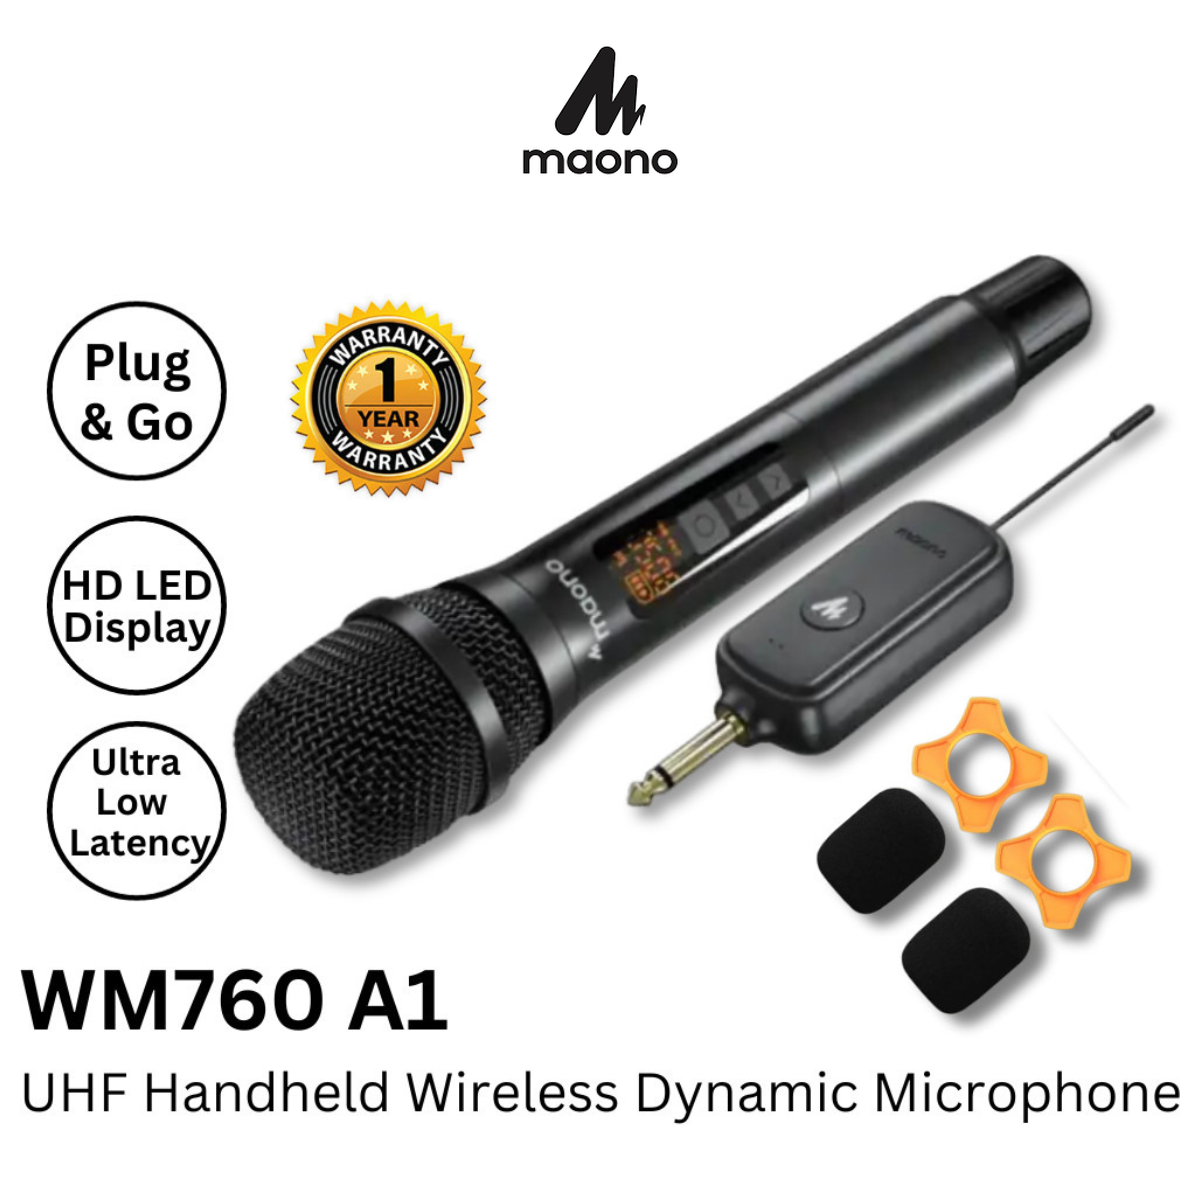 maono
Plug
& Go
WARRANTY
1
YEAR
WARRANTY
HD LED
Display
maono
maono
Ultra
Low
Latency
WM760 A1
UHF Handheld Wireless Dynamic Microphone